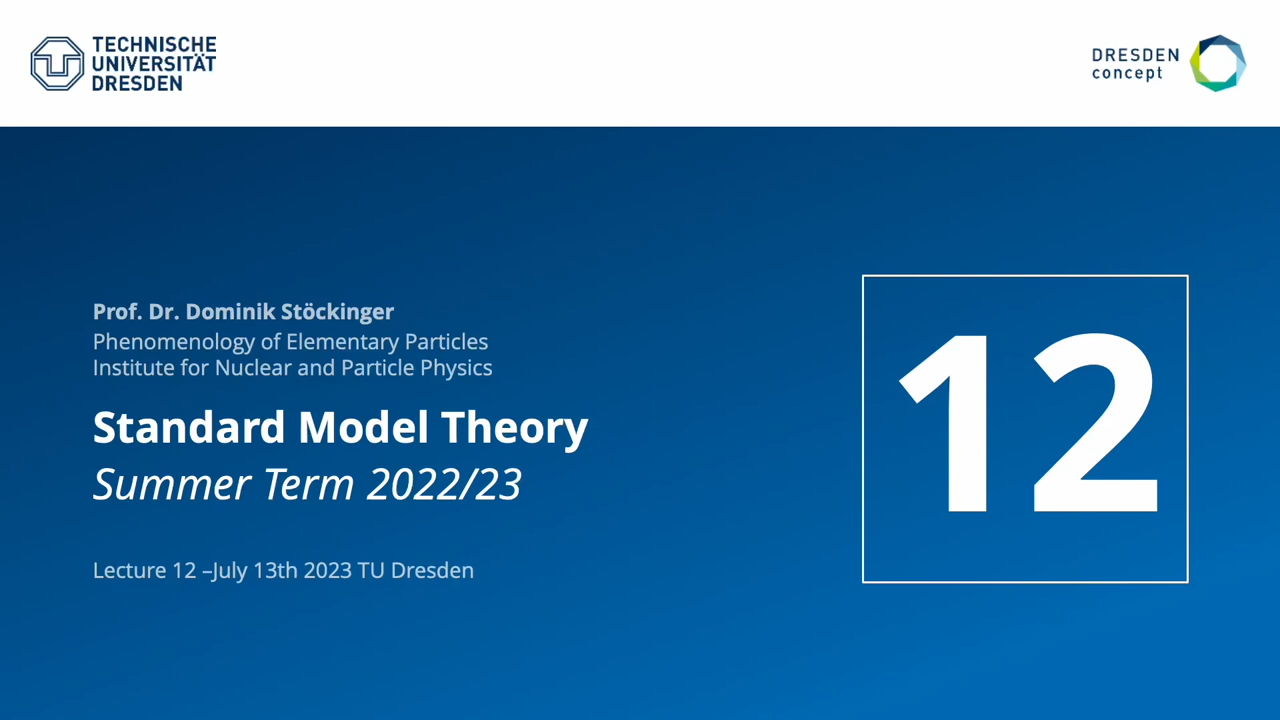 TECHNISCHE
UNIVERSITÄT
DRESDEN
DRESDEN
concept
Prof. Dr. Dominik Stöckinger
Phenomenology of Elementary Particles
Institute for Nuclear and Particle Physics
Standard Model Theory
Summer Term 2022/23
Lecture 12 –July 13th 2023 TU Dresden
12